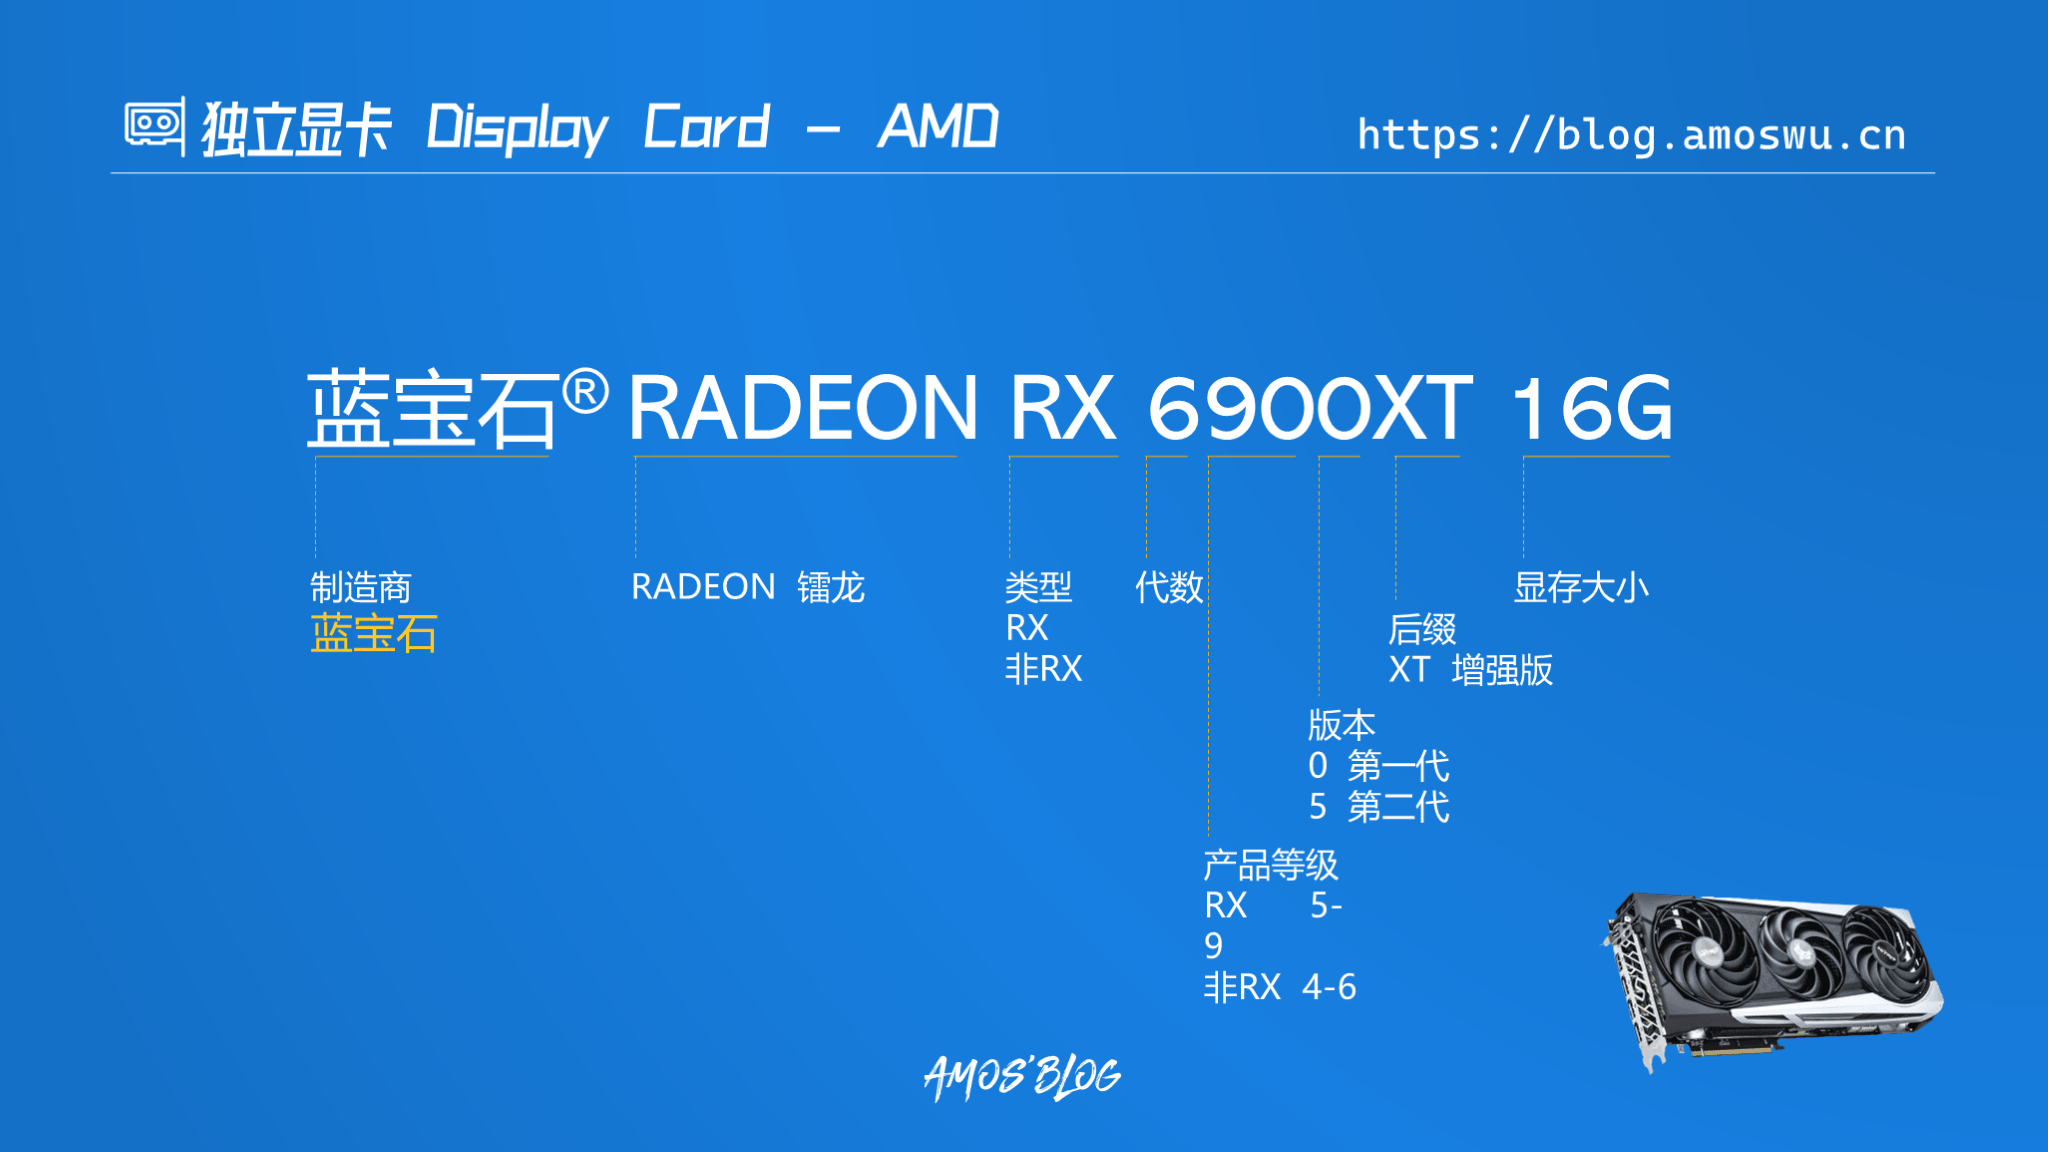 独立显卡 Display Card - AMD
https://blog.amoswu.cn
蓝宝石® RADEON RX 6900XT 16G
制造商
蓝宝石
RADEON 镭龙
类型
RX
非RX
代数
后缀
XT 增强版
显存大小
版本
0 第一代
5 第二代
产品等级
RX 5-
9
非RX 4-6
AMOS'BLOG